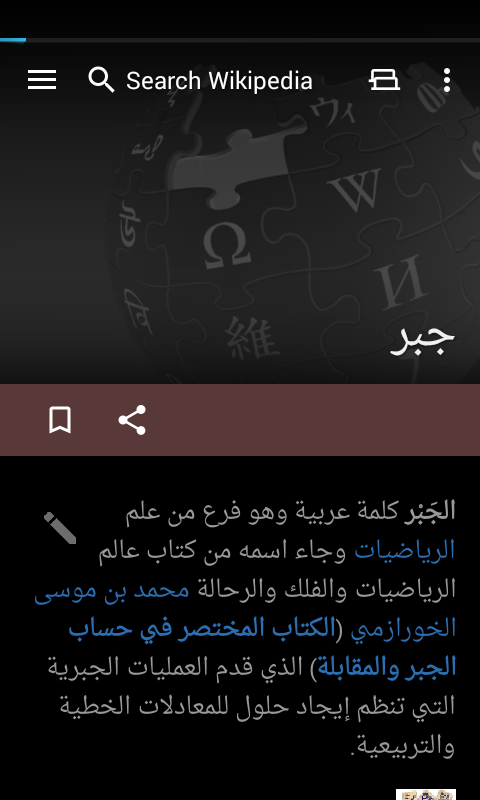 Search Wikipedia
W
Ω
И
維
جبر
الجَبْر كلمة عربية وهو فرع من علم
الرياضيات وجاء اسمه من كتاب عالم
الرياضيات والفلك والرحالة محمد بن موسى
الخورازمي (الكتاب المختصر في حساب
الجبر والمقابلة) الذي قدم العمليات الجبرية
التي تنظم إيجاد حلول للمعادلات الخطية
والتربيعية.